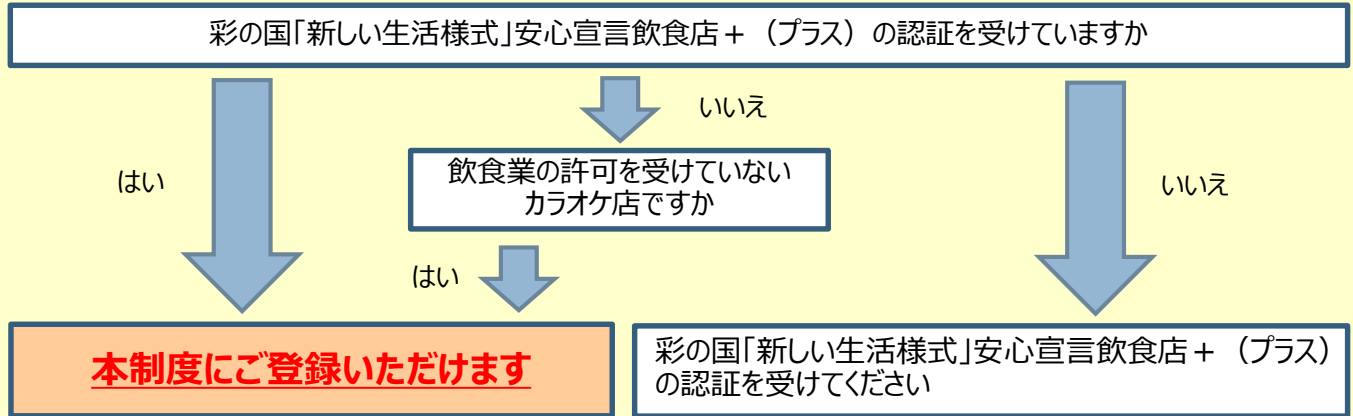 彩の国「新しい生活様式」安心宣言飲食店+（プラス）の認証を受けていますか
いいえ
はい
飲食業の許可を受けていない
カラオケ店ですか
いいえ
はい
本制度にご登録いただけます
彩の国「新しい生活様式」安心宣言飲食店+（プラス）
の認証を受けてください